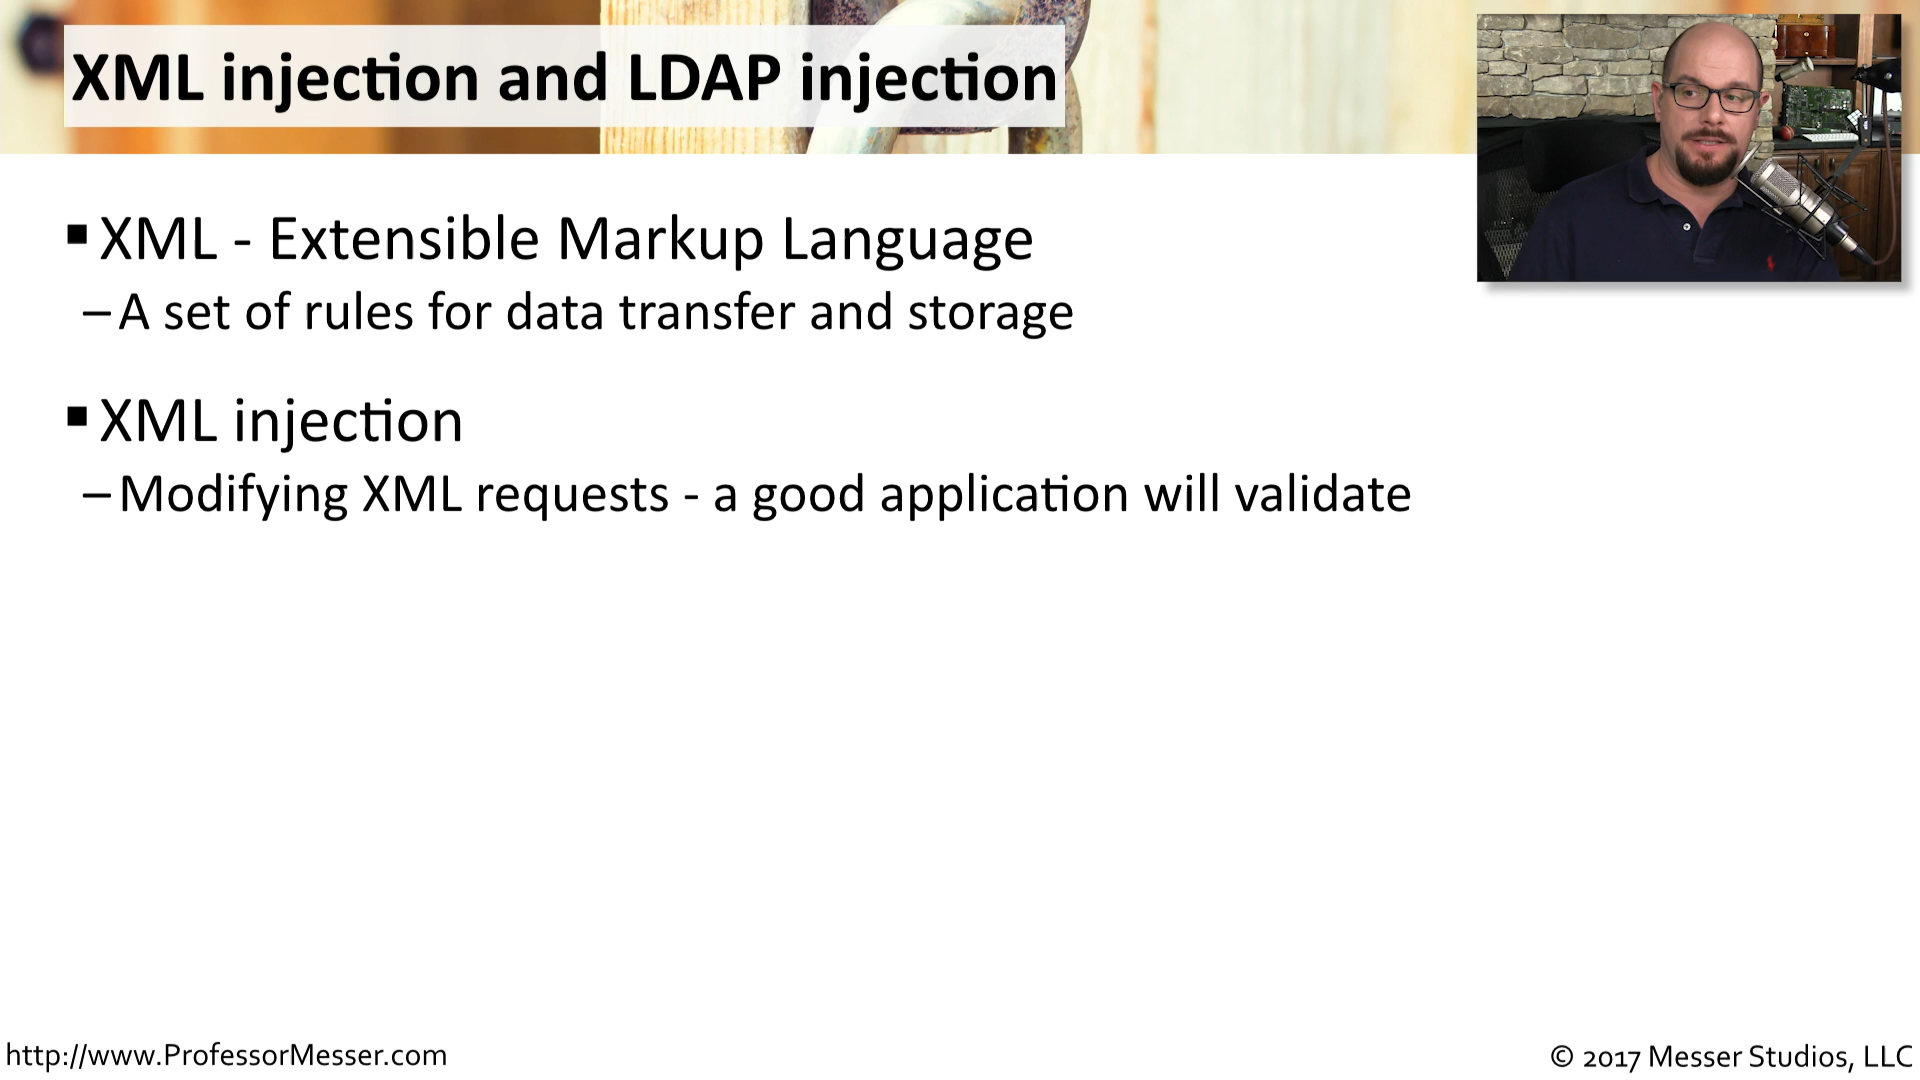 XML injection and LDAP injection
▪ XML - Extensible Markup Language
– A set of rules for data transfer and storage
▪ XML injection
– Modifying XML requests - a good application will validate
http://www.ProfessorMesser.com
© 2017 Messer Studios, LLC